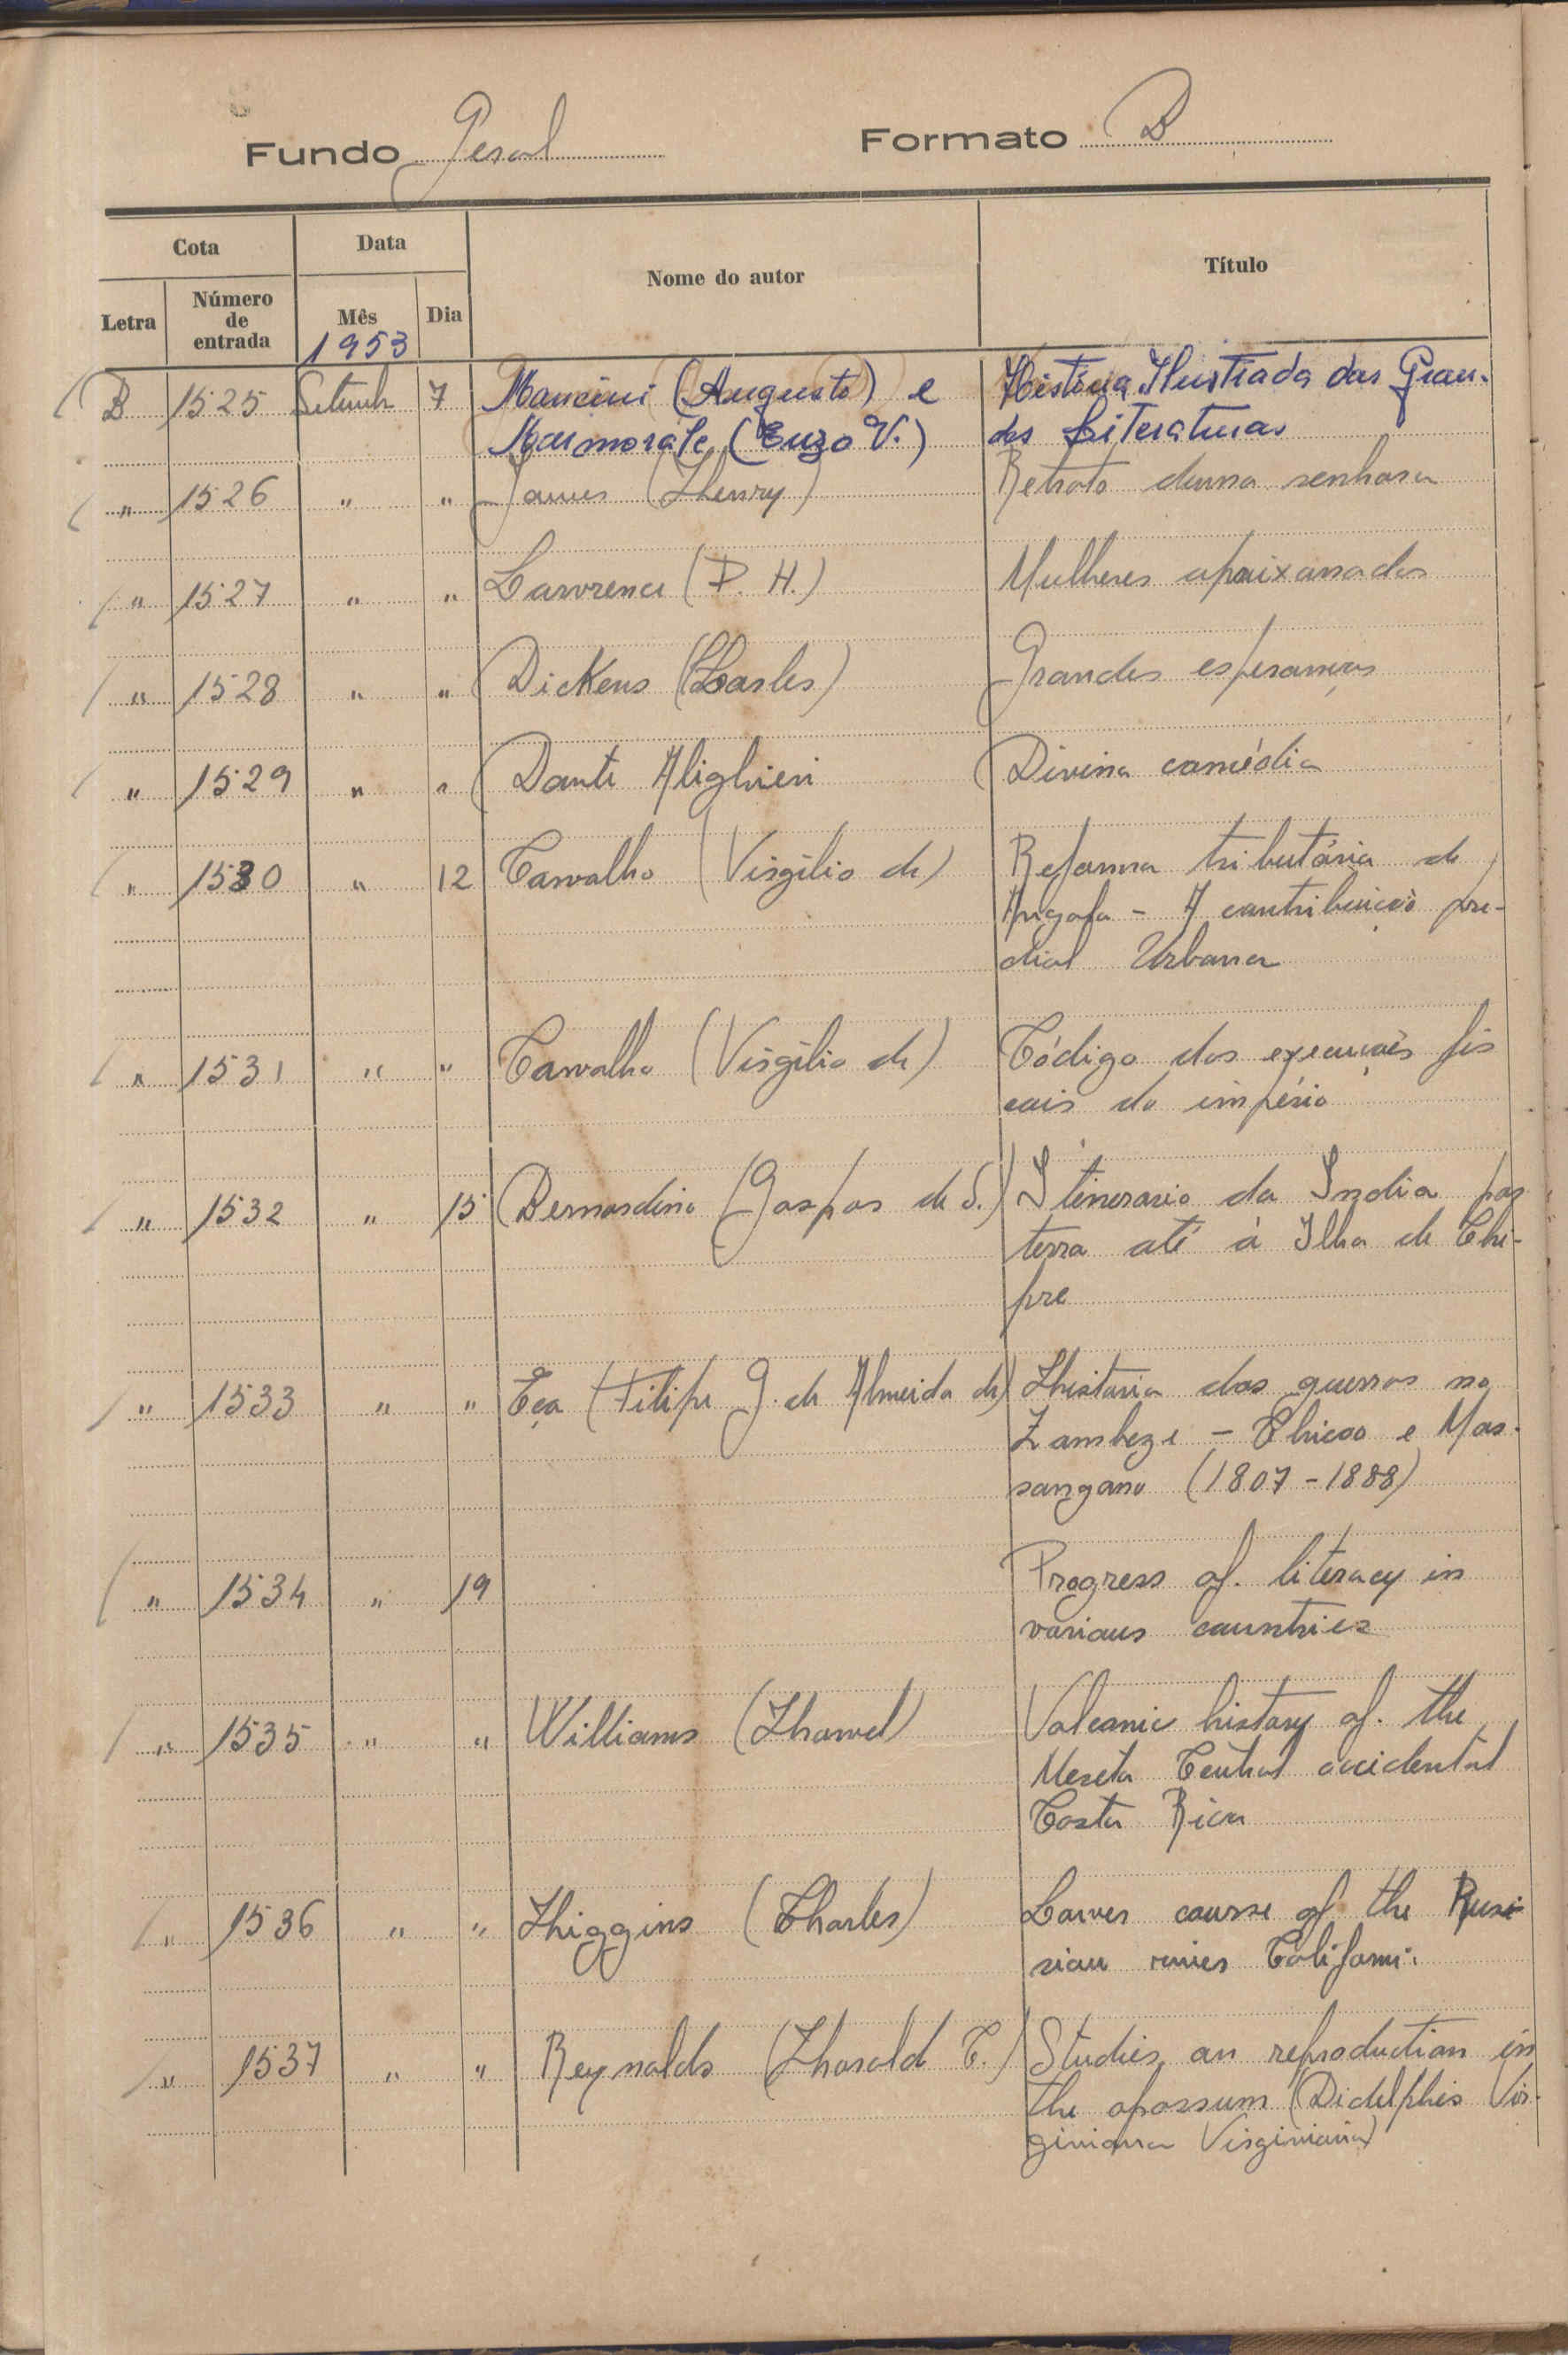 Fundo Geral Formato B
Cota Data Nome do autor Título
Letra Número de entrada Mês Dia
1953
B 1525 Setemb 7 Mancini (Augusto) e História Ilustrada das Gran-
Marmorale (Enzo V.) des Literaturas
" 1526 " " James (Henry) Retrato duma senhora
" 1527 " " Lawrence (D. H.) Mulheres apaixonadas
" 1528 " " Dickens (Charles) Grandes esperanças
" 1529 " " Dante Alighieri Divina comédia
" 1530 " 12 Carvalho (Virgílio de) Reforma tributária de
Angola - A contribuição pre-
dial Urbana
" 1531 " " Carvalho (Virgílio de) Código das execuções fis
cais do império
" 1532 " 15 Bernardino (Gaspar de S.) Itinerario da India por
terra até à Ilha de Chi-
pre
" 1533 " " Eça (Filipe G. de Almeida de) Historia das guerras no
Zambeze - Chicoa e Mas-
sangano (1807-1888)
" 1534 " 19 Progress of. literacy in
various countries
" 1535 " " Williams (Howel) Volcanic history of. the
Meseta Central occidental
Costa Rica
" 1536 " " Higgins (Charles) Lower course of the Rus
sian Californi.
" 1537 " " Reynolds (Harold C.) Studies on reproduction in
the opossum (Didelphis Vir-
giniana Virginiana)